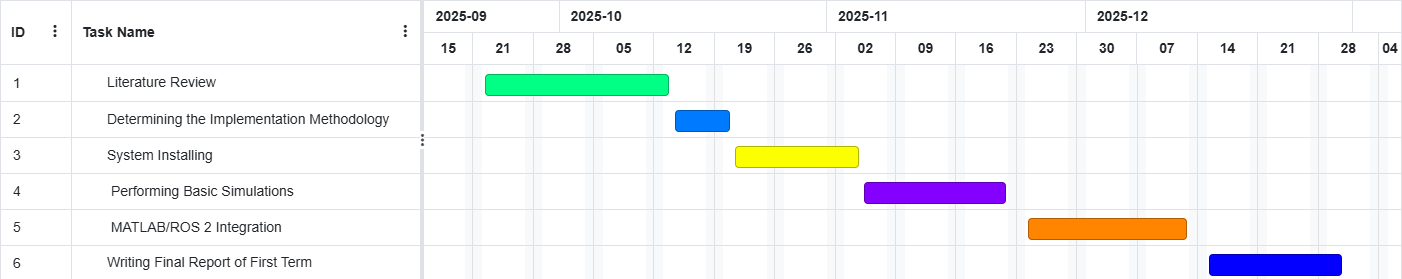 ID Task Name 2025-09 2025-10 2025-11 2025-12
15 21 28 05 12 19 26 02 09 16 23 30 07 14 21 28 04
1 Literature Review
2 Determining the Implementation Methodology
3 System Installing
4 Performing Basic Simulations
5 MATLAB/ROS 2 Integration
6 Writing Final Report of First Term